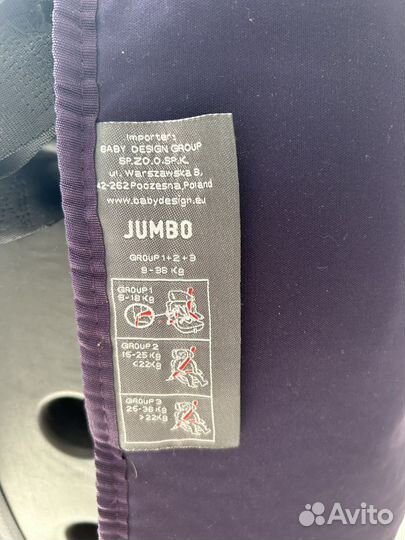 Importer:
BABY DESIGN GROUP
SP.ZO.O.SP.K.
ul. Warszawska 8,
42-262 Poczesna,Poland
www.babydesign.eu
JUMBO
GROUP 1+2+3
9-36 Kg
GROUP 1
9-18 Kg
GROUP 2
15-25 Kg
≤22Kg
GROUP 3
25-36 Kg
>22Kg
Avito